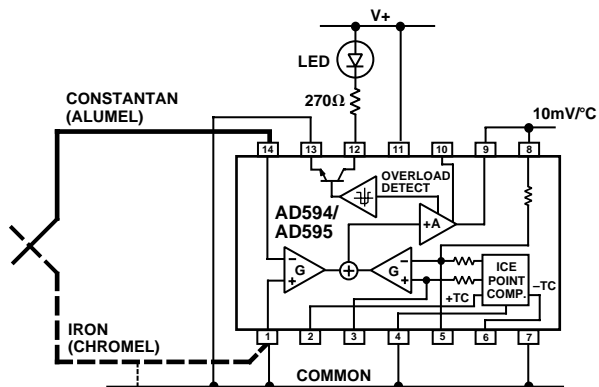 V+
LED
270Ω
CONSTANTAN
(ALUMEL)
10mV/°C
14 13 12 11 10 9 8
OVERLOAD
DETECT
AD594/
AD595
+A
–
G
+
–
G
+
ICE
POINT
COMP.
+TC
–TC
IRON
(CHROMEL)
1 2 3 4 5 6 7
COMMON